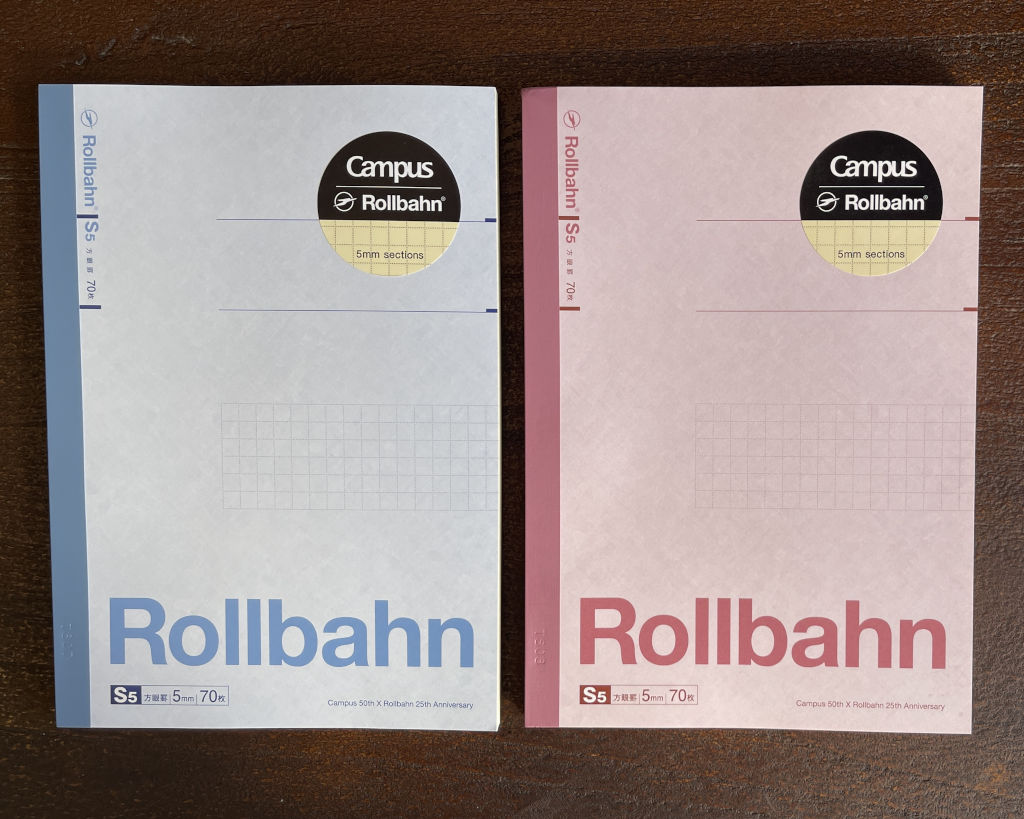 Campus
Rollbahn®
5mm sections
Rollbahn®
S5 方眼罫 70枚
Rollbahn
S5 方眼罫 5mm 70枚
Campus 50th X Rollbahn 25th Anniversary
Campus
Rollbahn®
5mm sections
Rollbahn®
S5 方眼罫 70枚
Rollbahn
S5 方眼罫 5mm 70枚
Campus 50th X Rollbahn 25th Anniversary